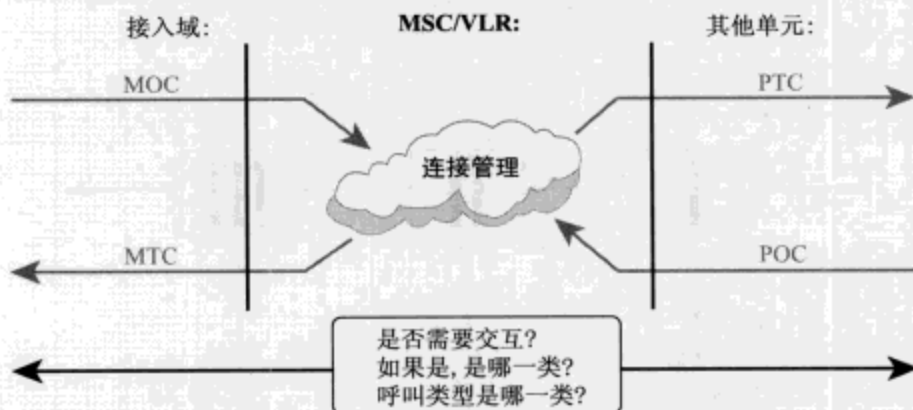 接入域:
MSC/VLR:
其他单元:
MOC
PTC
连接管理
MTC
POC
是否需要交互?
如果是, 是哪一类?
呼叫类型是哪一类?